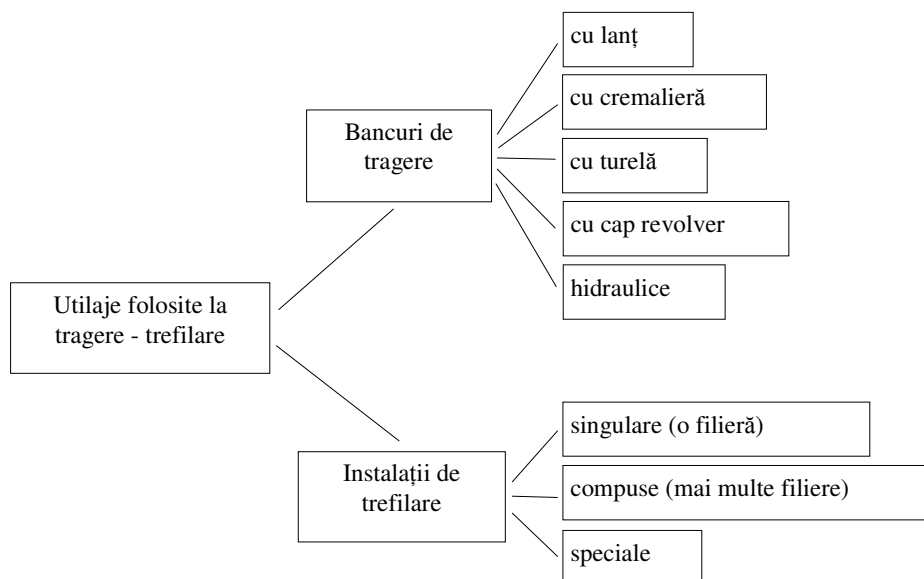 cu lanț
cu cremalieră
Bancuri de
tragere
cu turelă
cu cap revolver
hidraulice
Utilaje folosite la
tragere - trefilare
singulare (o filieră)
Instalații de
trefilare
compuse (mai multe filiere)
speciale